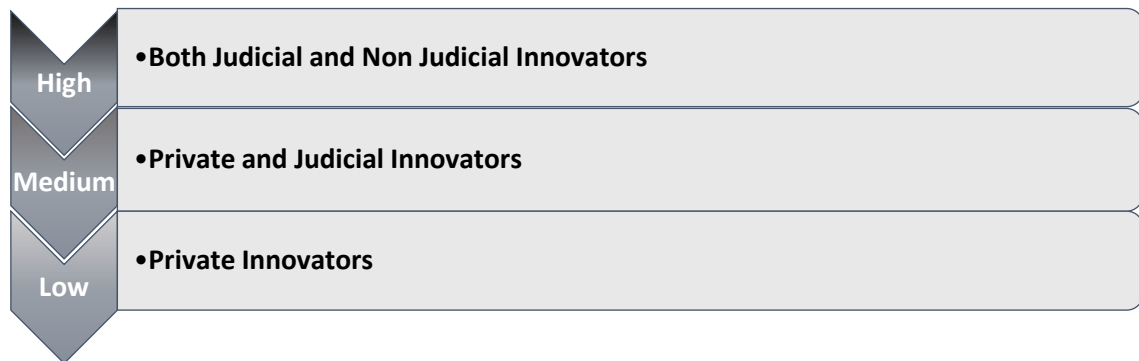 High
•Both Judicial and Non Judicial Innovators
Medium
•Private and Judicial Innovators
Low
•Private Innovators